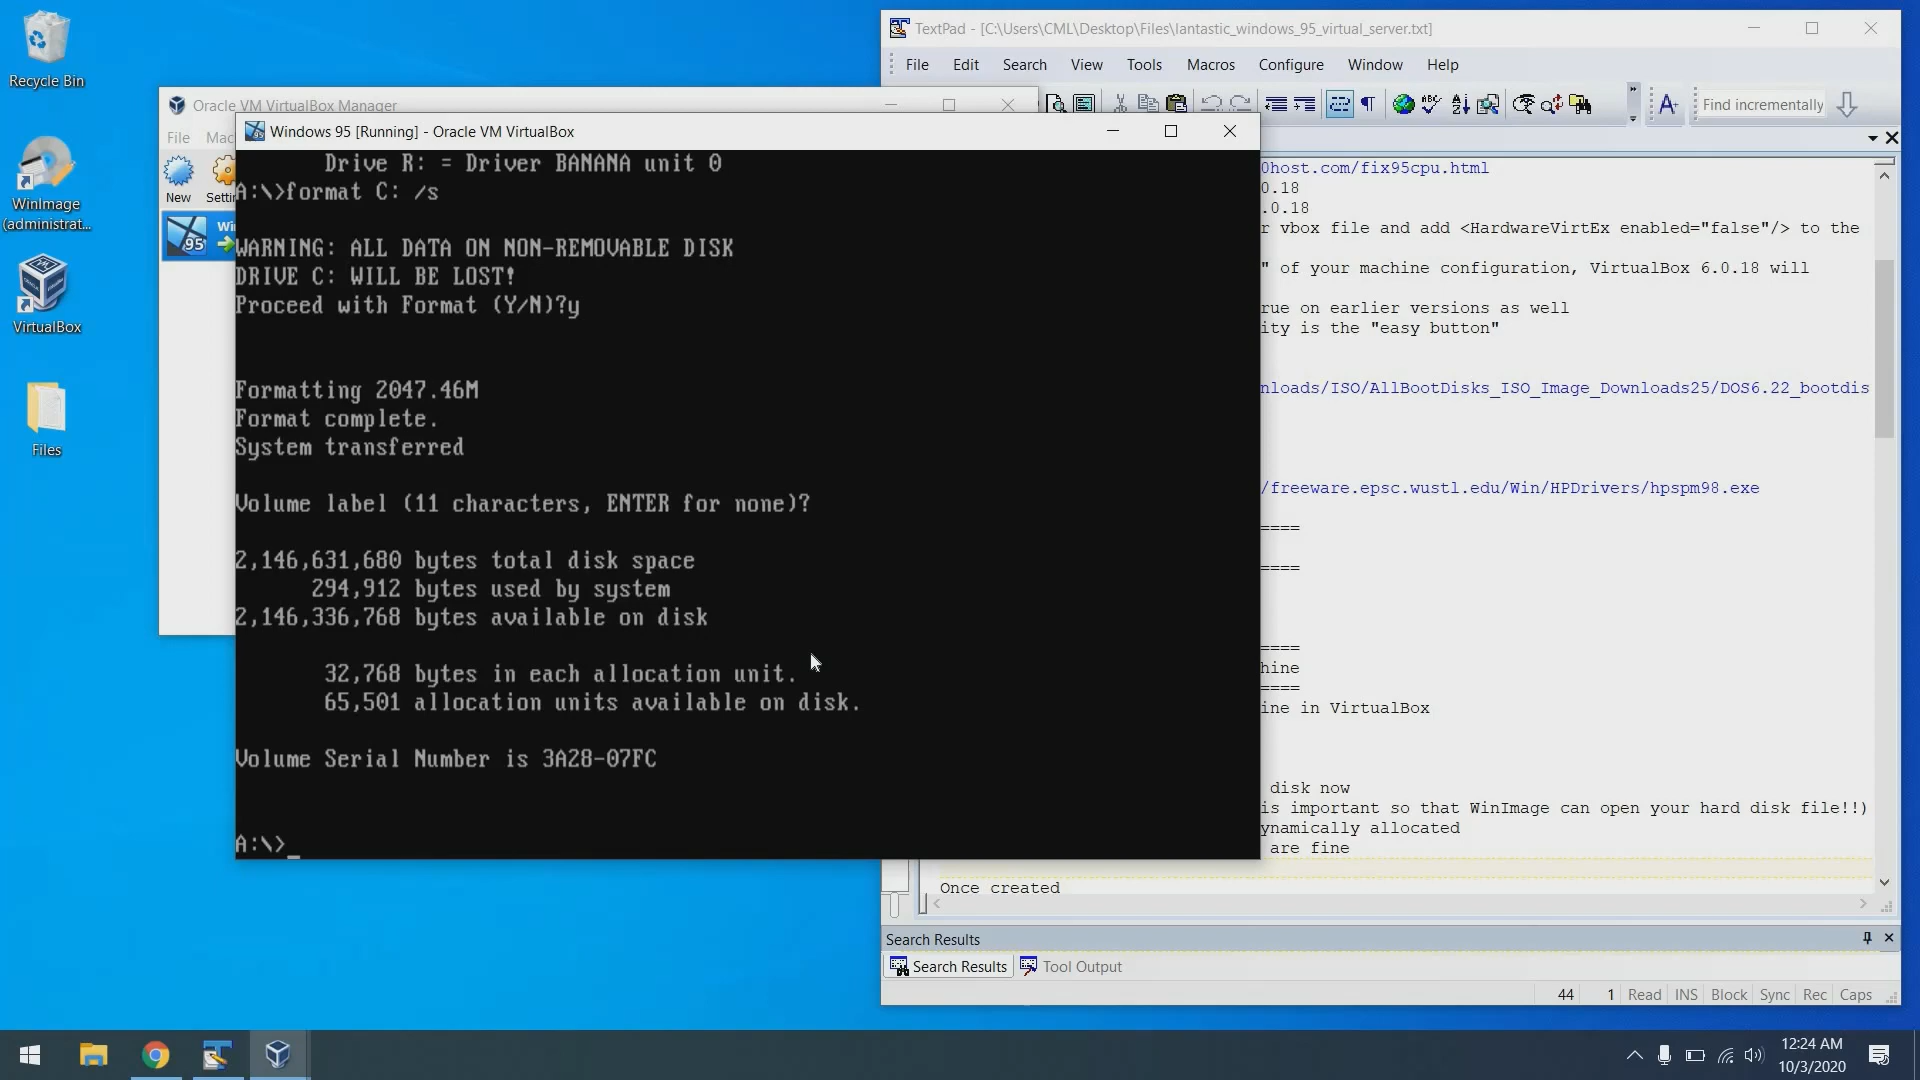 Recycle Bin
WinImage
(administrat...
VirtualBox
Files
Oracle VM VirtualBox Manager
File
New
Windows 95 [Running] - Oracle VM VirtualBox
Drive R: = Driver BANANA unit 0
A:\>format C: /s
WARNING: ALL DATA ON NON-REMOVABLE DISK
DRIVE C: WILL BE LOST!
Proceed with Format (Y/N)?y
Formatting 2047.46M
Format complete.
System transferred
Volume label (11 characters, ENTER for none)?
2,146,631,680 bytes total disk space
294,912 bytes used by system
2,146,336,768 bytes available on disk
32,768 bytes in each allocation unit.
65,501 allocation units available on disk.
Volume Serial Number is 3A28-07FC
A:\>_
TextPad - [C:\Users\CML\Desktop\Files\lantastic_windows_95_virtual_server.txt]
File Edit Search View Tools Macros Configure Window Help
Find incrementally
0host.com/fix95cpu.html
0.18
.0.18
r vbox file and add <HardwareVirtEx enabled="false"/> to the
" of your machine configuration, VirtualBox 6.0.18 will
rue on earlier versions as well
ity is the "easy button"
nloads/ISO/AllBootDisks_ISO_Image_Downloads25/DOS6.22_bootdis
/freeware.epsc.wustl.edu/Win/HPDrivers/hpspm98.exe
====
====
====
hine
====
ine in VirtualBox
disk now
is important so that WinImage can open your hard disk file!!)
ynamically allocated
are fine
Once created
Search Results
Search Results Tool Output
44 1 Read INS Block Sync Rec Caps
12:24 AM
10/3/2020